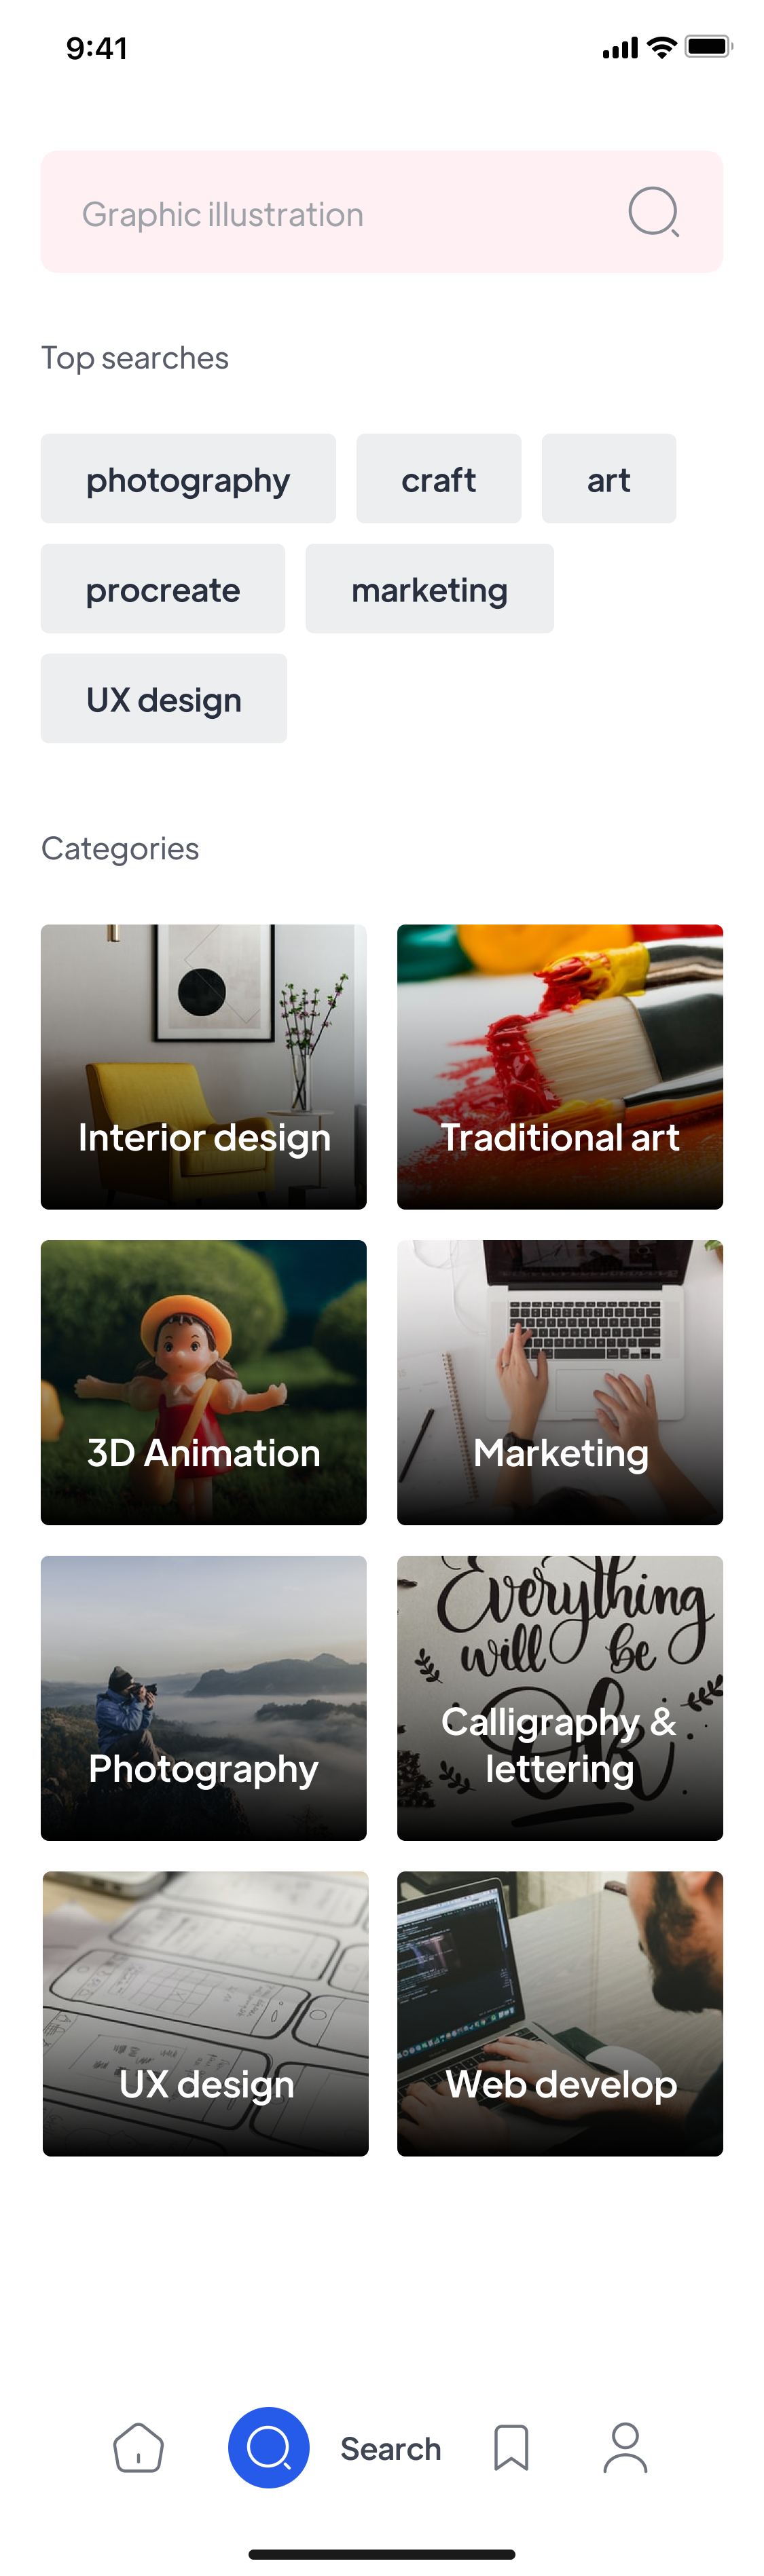 9:41
Graphic illustration
Top searches
photography craft art
procreate marketing
UX design
Categories
Interior design
Traditional art
3D Animation
Marketing
Photography
Everything
will be
Ok
Calligraphy &
lettering
UX design
Web develop
Search